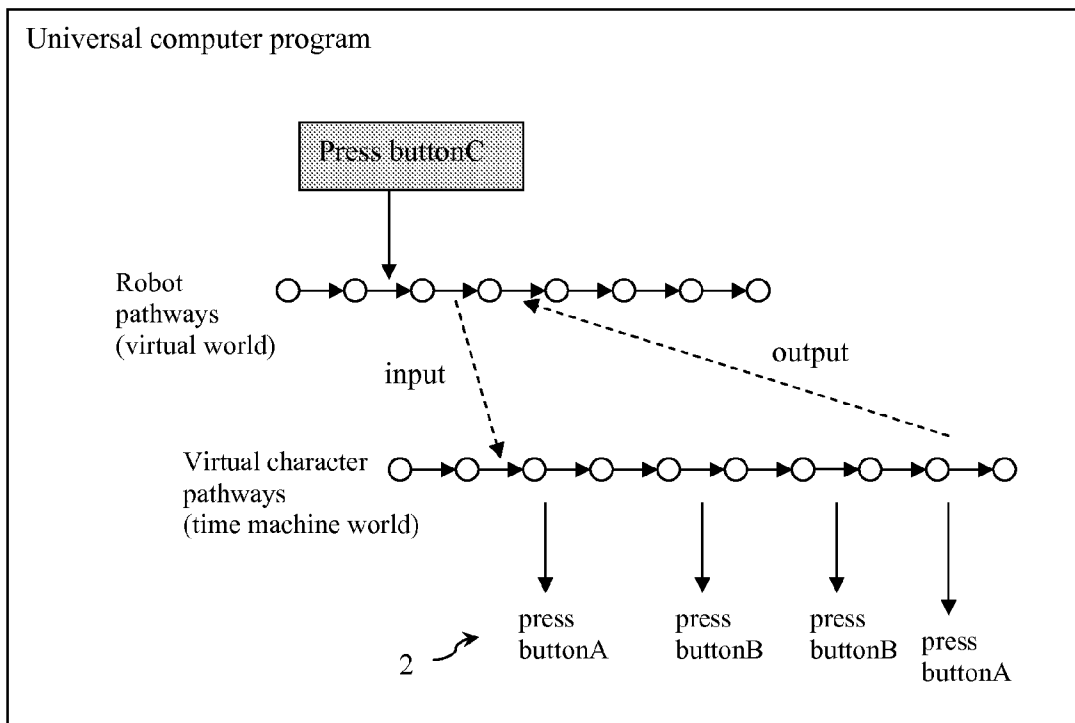 Universal computer program
Press buttonC
Robot
pathways
(virtual world)
input
output
Virtual character
pathways
(time machine world)
2
press
buttonA
press
buttonB
press
buttonB
press
buttonA